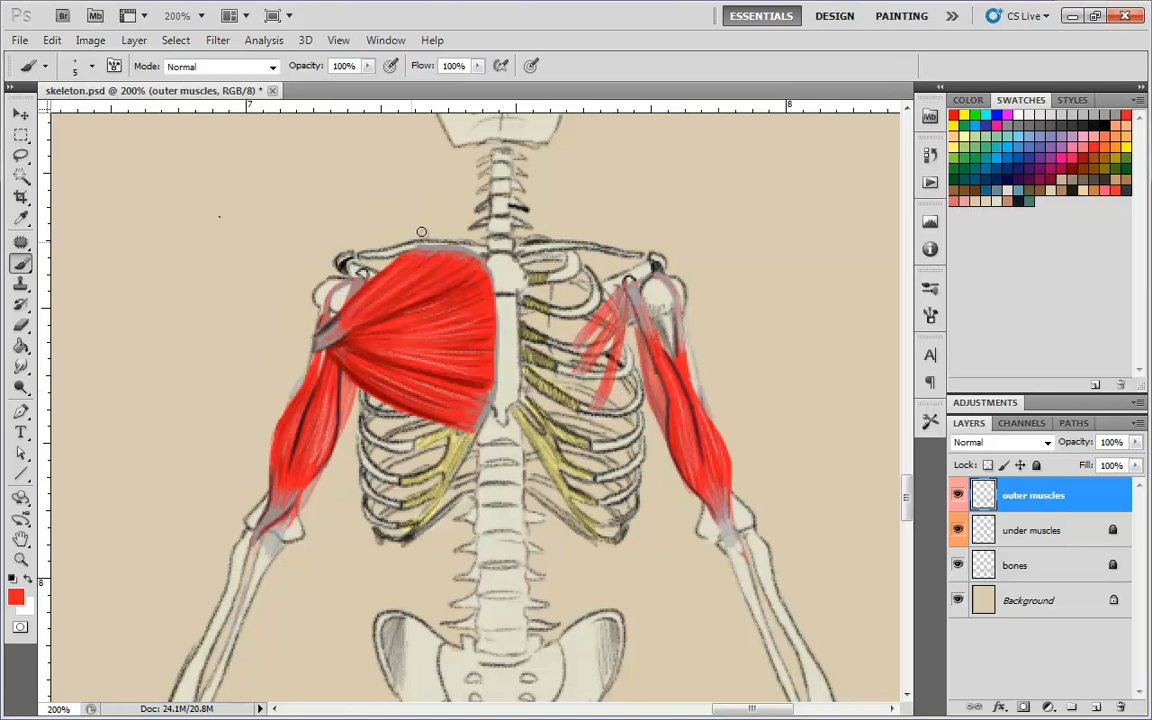 Ps Br Mb 200% ESSENTIALS DESIGN PAINTING CS Live
File Edit Image Layer Select Filter Analysis 3D View Window Help
5 Mode: Normal Opacity: 100% Flow: 100%
skeleton.psd @ 200% (outer muscles, RGB/8) *
7 8
COLOR SWATCHES STYLES
Mb
ADJUSTMENTS
LAYERS CHANNELS PATHS
Normal Opacity: 100%
Lock: Fill: 100%
outer muscles
under muscles
bones
Background
8
200% Doc: 24.1M/20.8M